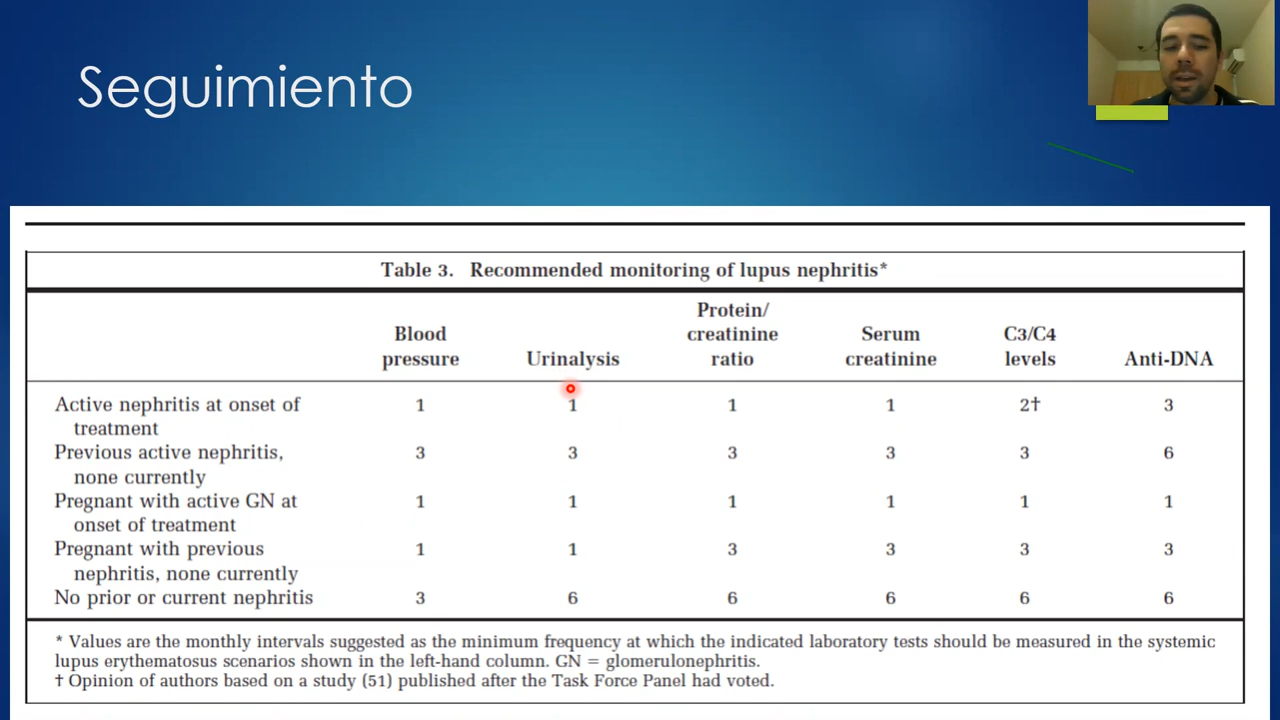 Seguimiento
Table 3. Recommended monitoring of lupus nephritis*
Blood pressure Urinalysis Protein/ creatinine ratio Serum creatinine C3/C4 levels Anti-DNA
Active nephritis at onset of treatment 1 1 1 1 2† 3
Previous active nephritis, none currently 3 3 3 3 3 6
Pregnant with active GN at onset of treatment 1 1 1 1 1 1
Pregnant with previous nephritis, none currently 1 1 3 3 3 3
No prior or current nephritis 3 6 6 6 6 6
* Values are the monthly intervals suggested as the minimum frequency at which the indicated laboratory tests should be measured in the systemic
lupus erythematosus scenarios shown in the left-hand column. GN = glomerulonephritis.
† Opinion of authors based on a study (51) published after the Task Force Panel had voted.